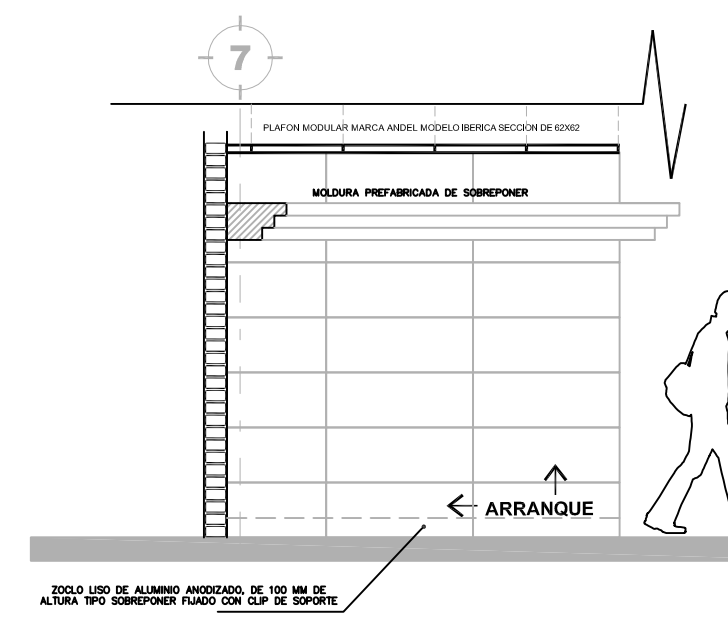 7
PLAFON MODULAR MARCA ANDEL MODELO IBERICA SECCION DE 62X62
MOLDURA PREFABRICADA DE SOBREPONER
ARRANQUE
ZOCLO LISO DE ALUMINIO ANODIZADO, DE 100 MM DE
ALTURA TIPO SOBREPONER FIJADO CON CLIP DE SOPORTE